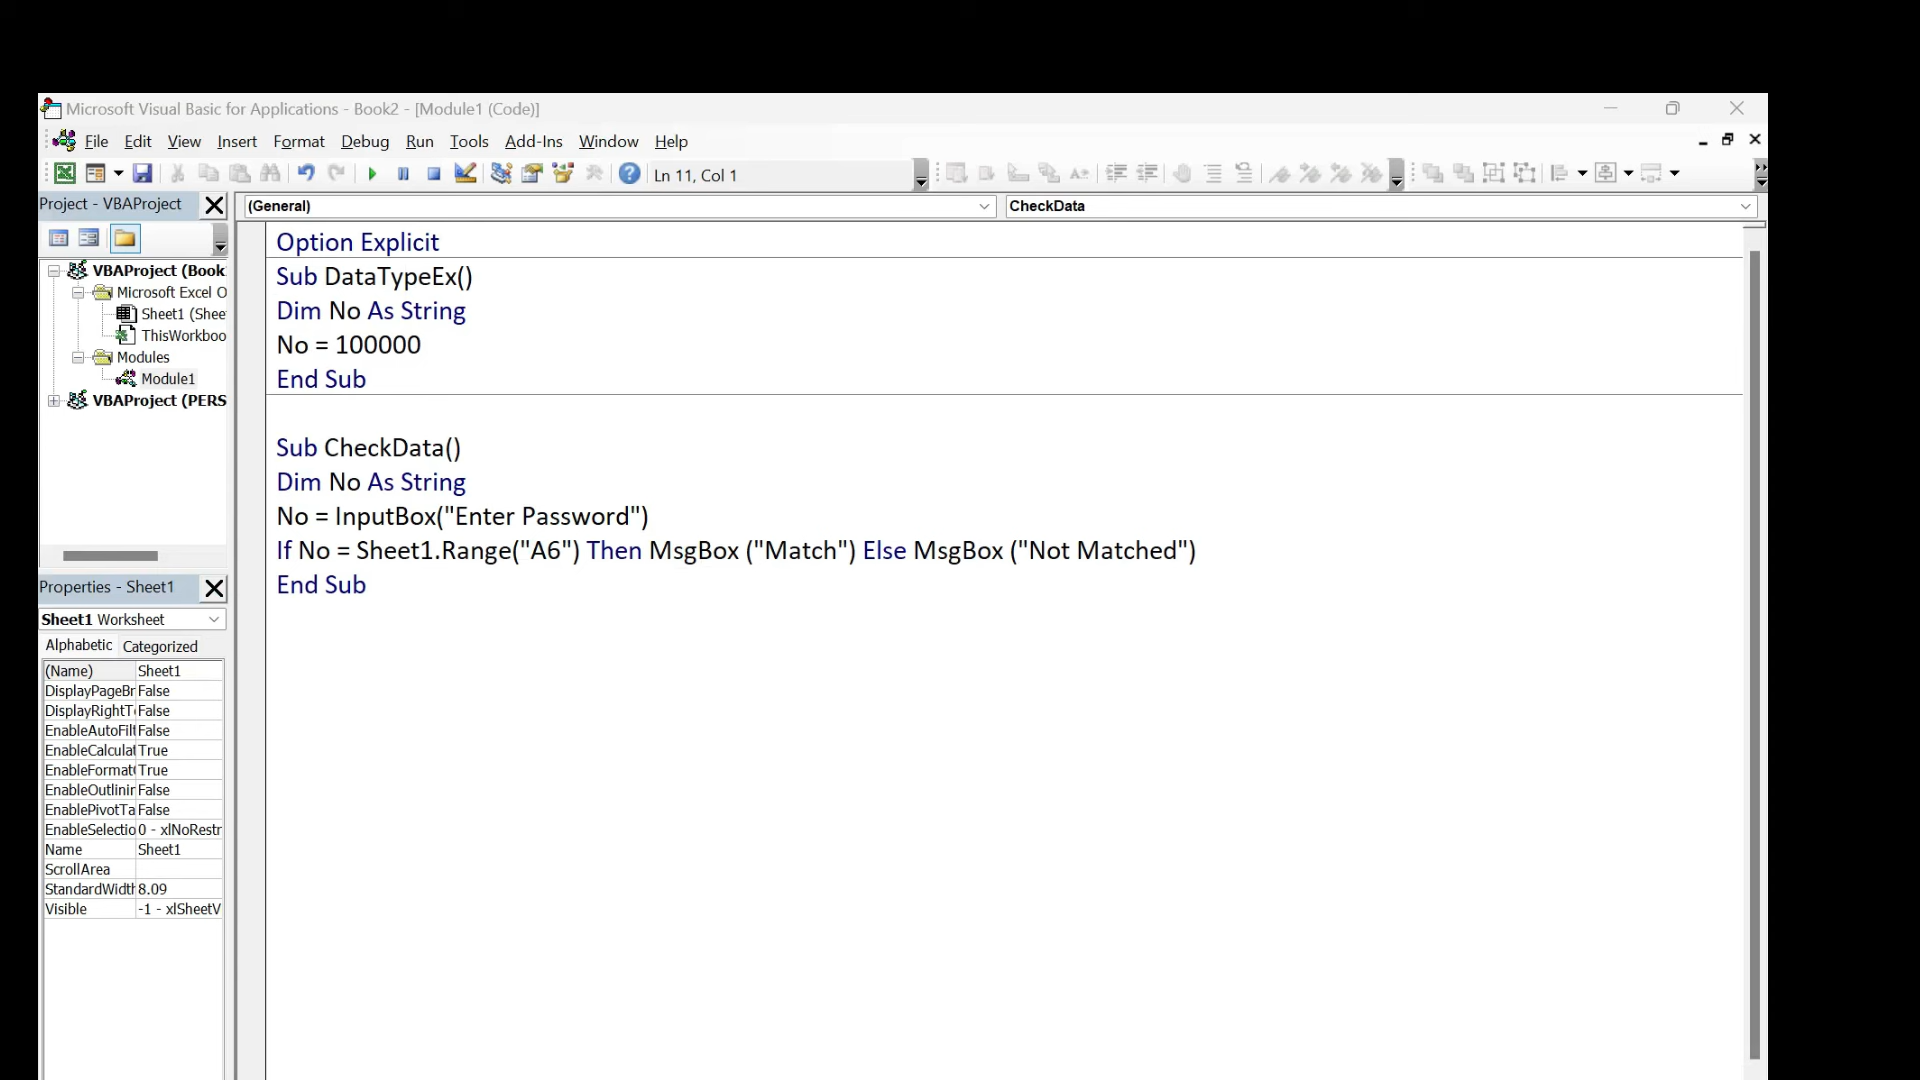 Microsoft Visual Basic for Applications - Book2 - [Module1 (Code)]
File Edit View Insert Format Debug Run Tools Add-Ins Window Help
Ln 11, Col 1
Project - VBAProject
(General)
CheckData
VBAProject (Book
Microsoft Excel O
Sheet1 (Shee
ThisWorkboo
Modules
Module1
VBAProject (PERS
Option Explicit
Sub DataTypeEx()
Dim No As String
No = 100000
End Sub
Sub CheckData()
Dim No As String
No = InputBox("Enter Password")
If No = Sheet1.Range("A6") Then MsgBox ("Match") Else MsgBox ("Not Matched")
End Sub
Properties - Sheet1
Sheet1 Worksheet
Alphabetic Categorized
(Name) Sheet1
DisplayPageBr False
DisplayRightT False
EnableAutoFilt False
EnableCalculat True
EnableFormat True
EnableOutlinin False
EnablePivotTa False
EnableSelectio 0 - xlNoRestr
Name Sheet1
ScrollArea
StandardWidth 8.09
Visible -1 - xlSheetV